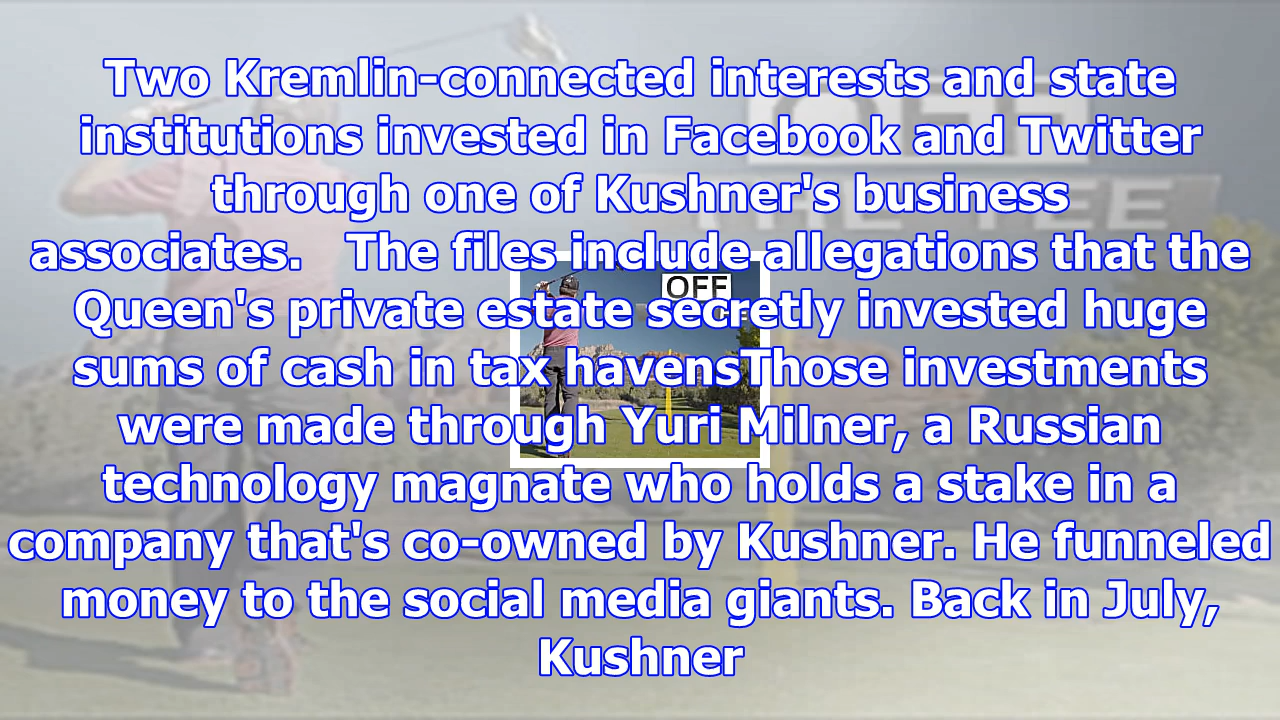 Two Kremlin-connected interests and state
institutions invested in Facebook and Twitter
through one of Kushner's business
associates.   The files include allegations that the
Queen's private estate secretly invested huge
sums of cash in tax havensThose investments
were made through Yuri Milner, a Russian
technology magnate who holds a stake in a
company that's co-owned by Kushner. He funneled
money to the social media giants. Back in July,
Kushner
OFF